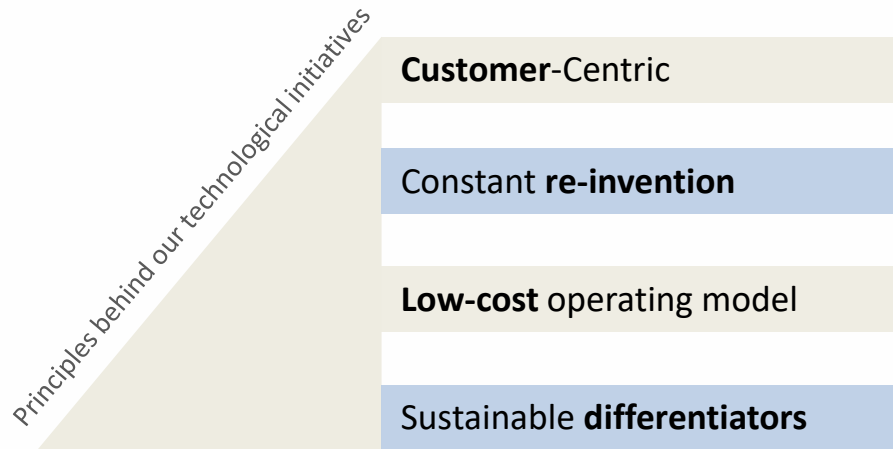 Principles behind our technological initiatives
Customer-Centric
Constant re-invention
Low-cost operating model
Sustainable differentiators